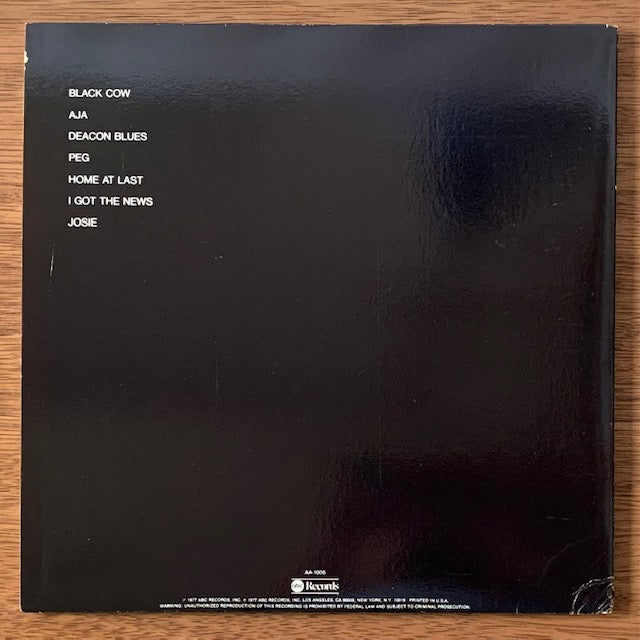 BLACK COW
AJA
DEACON BLUES
PEG
HOME AT LAST
I GOT THE NEWS
JOSIE
AA-1006
abc Records
℗ 1977 ABC RECORDS, INC. © 1977 ABC RECORDS, INC. LOS ANGELES, CA 90048, NEW YORK, N.Y. 10019 PRINTED IN U.S.A.
WARNING: UNAUTHORIZED REPRODUCTION OF THIS RECORDING IS PROHIBITED BY FEDERAL LAW AND SUBJECT TO CRIMINAL PROSECUTION.